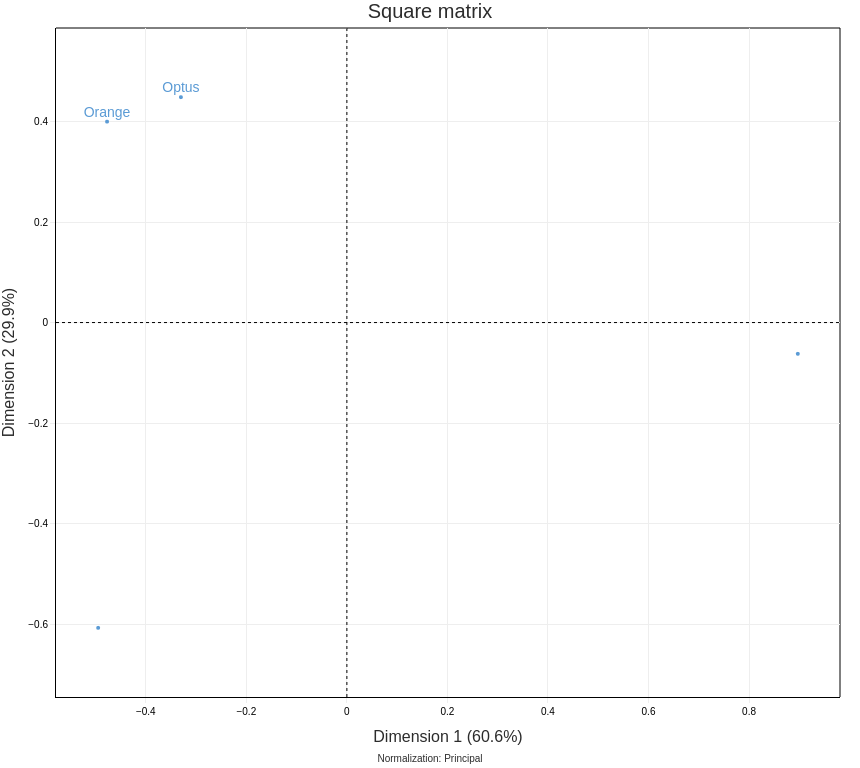 Square matrix
Optus
Orange
0.4
0.2
0
−0.2
−0.4
−0.6
Dimension 2 (29.9%)
−0.4
−0.2
0
0.2
0.4
0.6
0.8
Dimension 1 (60.6%)
Normalization: Principal